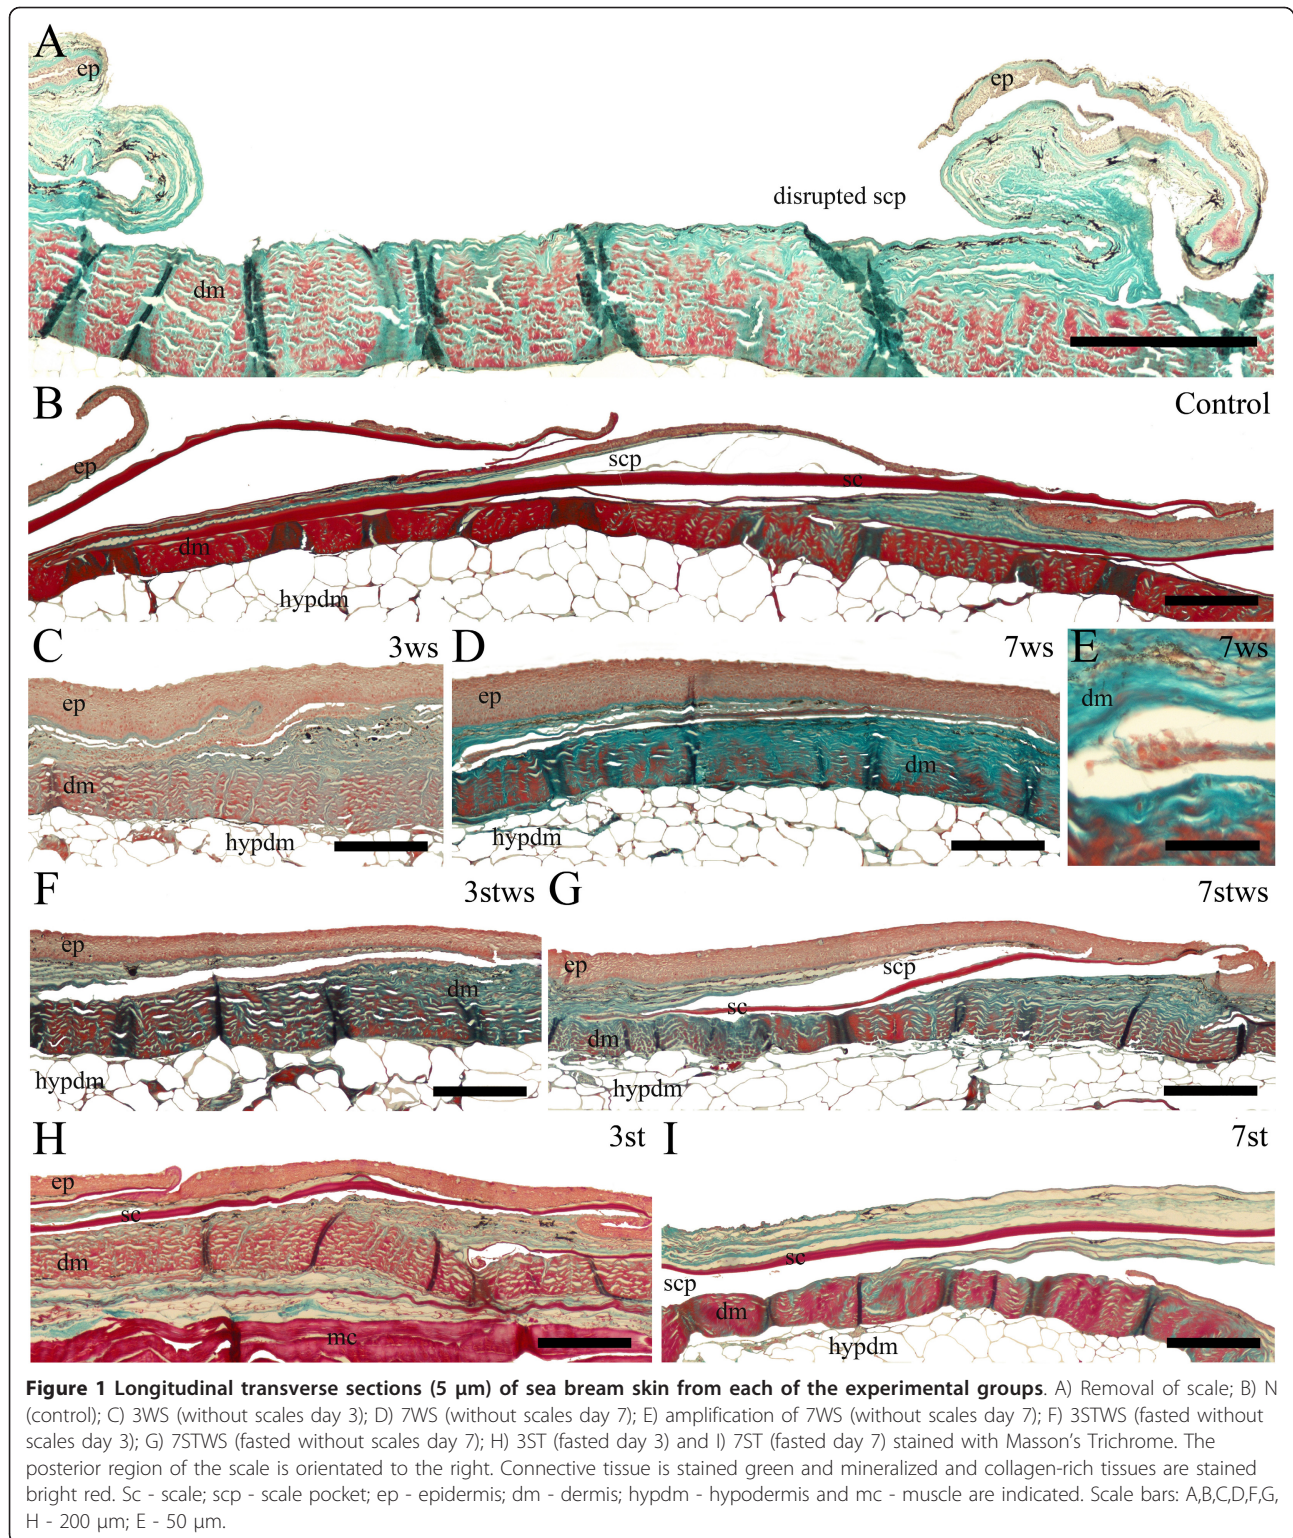 A
ep
ep
disrupted scp
dm
B
Control
ep
scp
sc
dm
hypdm
C
3ws
D
7ws
E
7ws
ep
ep
dm
dm
dm
hypdm
hypdm
F
3stws
G
7stws
ep
ep
scp
dm
sc
dm
hypdm
hypdm
H
3st
I
7st
ep
sc
sc
dm
scp
dm
mc
hypdm
Figure 1 Longitudinal transverse sections (5 μm) of sea bream skin from each of the experimental groups. A) Removal of scale; B) N
(control); C) 3WS (without scales day 3); D) 7WS (without scales day 7); E) amplification of 7WS (without scales day 7); F) 3STWS (fasted without
scales day 3); G) 7STWS (fasted without scales day 7); H) 3ST (fasted day 3) and I) 7ST (fasted day 7) stained with Masson's Trichrome. The
posterior region of the scale is orientated to the right. Connective tissue is stained green and mineralized and collagen-rich tissues are stained
bright red. Sc - scale; scp - scale pocket; ep - epidermis; dm - dermis; hypdm - hypodermis and mc - muscle are indicated. Scale bars: A,B,C,D,F,G,
H - 200 μm; E - 50 μm.